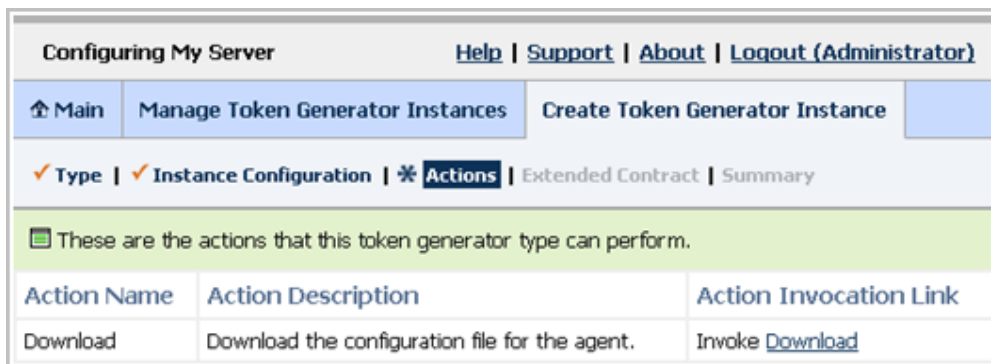 Configuring My Server Help | Support | About | Logout (Administrator)
Main Manage Token Generator Instances Create Token Generator Instance
Type | Instance Configuration | Actions | Extended Contract | Summary
These are the actions that this token generator type can perform.
Action Name Action Description Action Invocation Link
Download Download the configuration file for the agent. Invoke Download